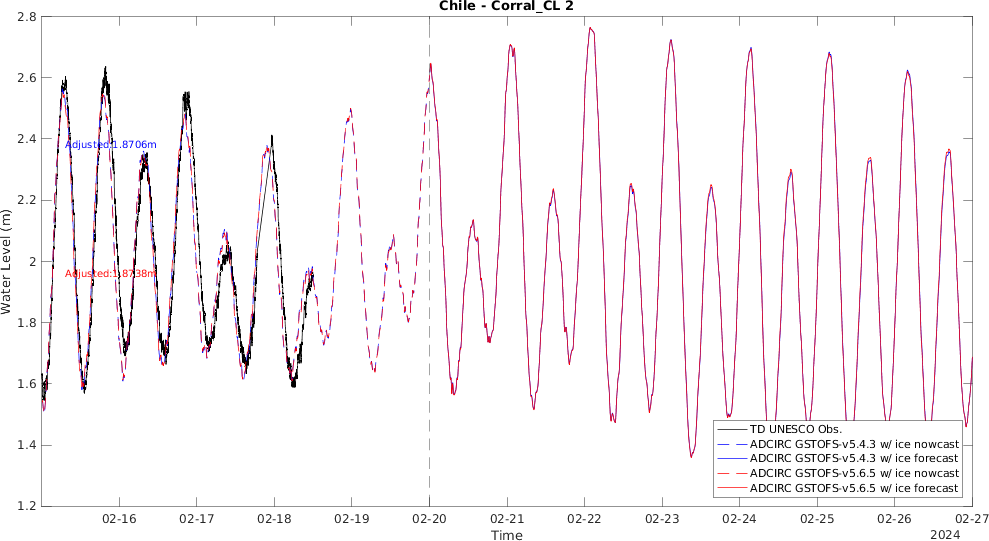 Chile - Corral_CL 2
Water Level (m)
2.8
2.6
2.4
2.2
2
1.8
1.6
1.4
1.2
Adjusted:1.8706m
Adjusted:1.8738m
TD UNESCO Obs.
ADCIRC GSTOFS-v5.4.3 w/ ice nowcast
ADCIRC GSTOFS-v5.4.3 w/ ice forecast
ADCIRC GSTOFS-v5.6.5 w/ ice nowcast
ADCIRC GSTOFS-v5.6.5 w/ ice forecast
02-16 02-17 02-18 02-19 02-20 02-21 02-22 02-23 02-24 02-25 02-26 02-27
Time
2024